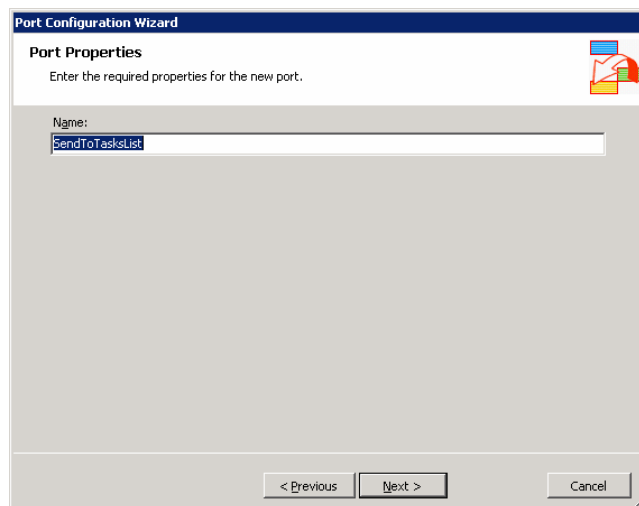 Port Configuration Wizard
Port Properties
Enter the required properties for the new port.
Name:
SendToTasksList
< Previous
Next >
Cancel